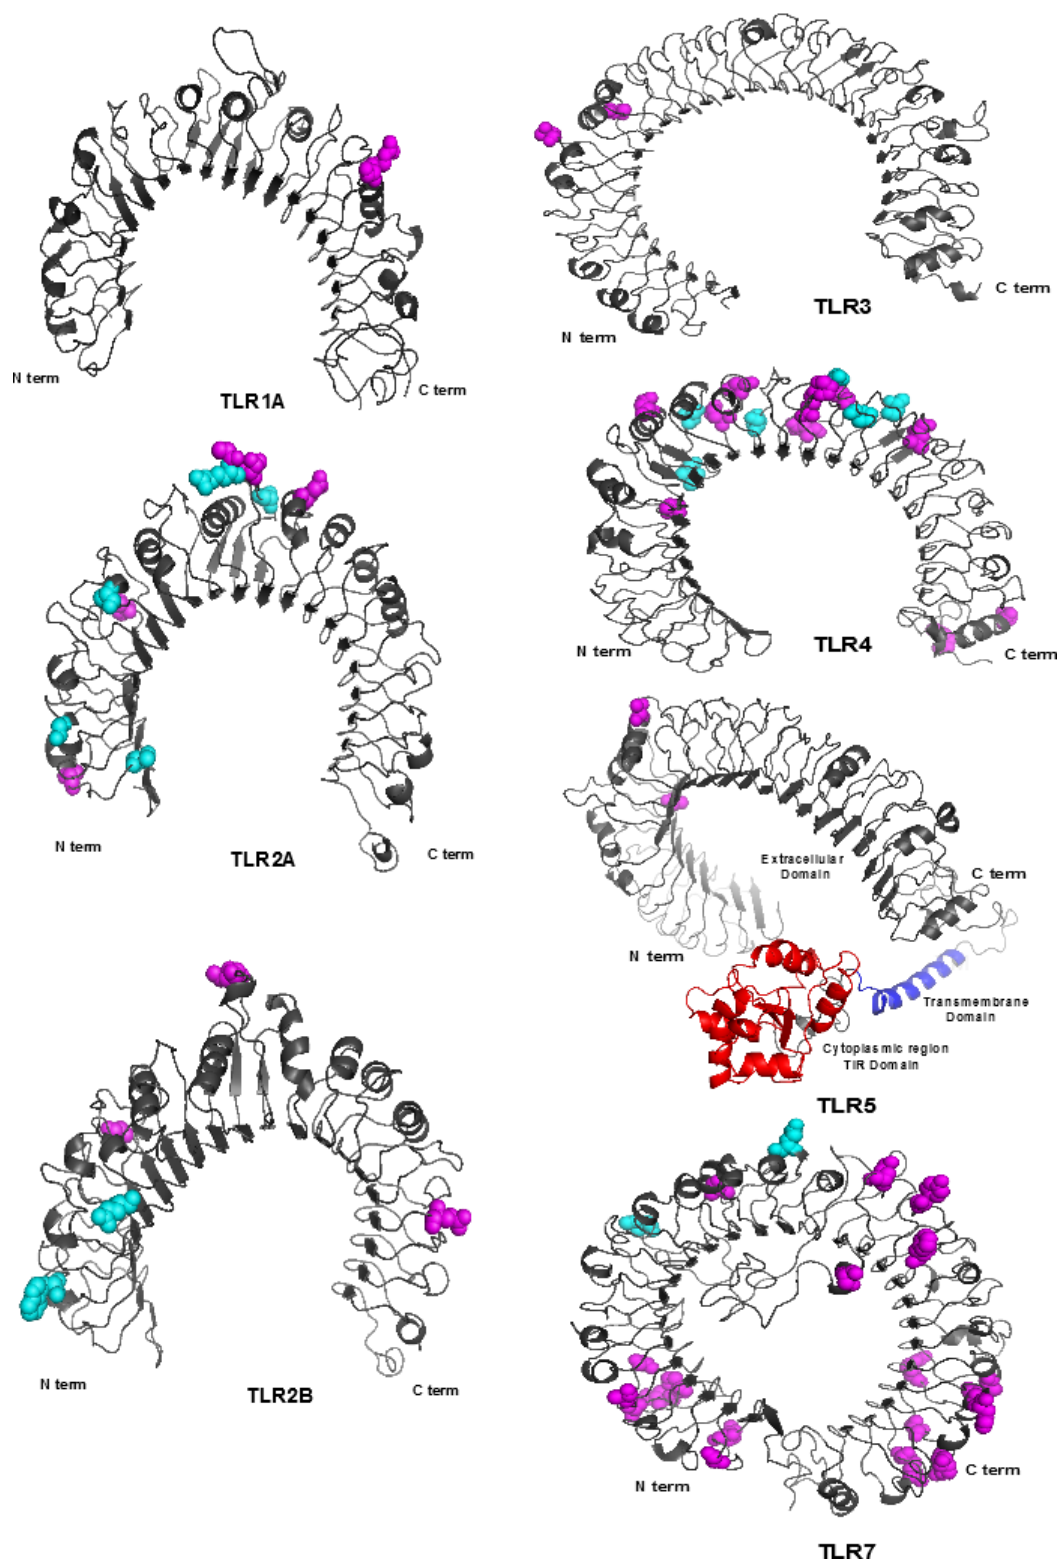 N term
C term
TLR1A
N term
C term
TLR2A
N term
C term
TLR2B
C term
TLR3
N term
N term
TLR4
C term
Extracellular
Domain
C term
N term
Transmembrane
Domain
Cytoplasmic region
TIR Domain
TLR5
N term
C term
TLR7